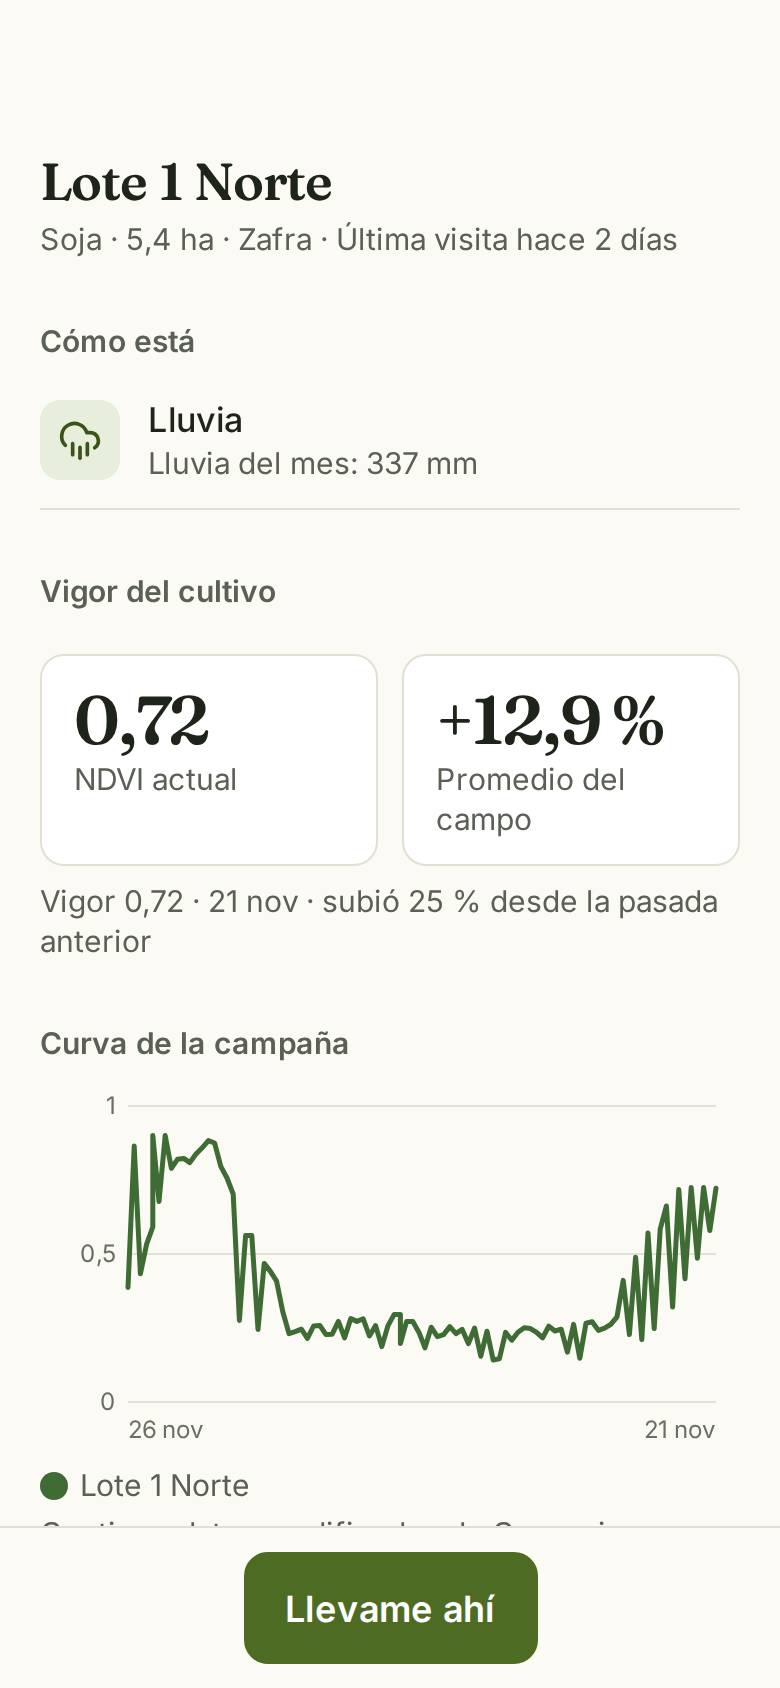 Lote 1 Norte
Soja · 5,4 ha · Zafra · Última visita hace 2 días
Cómo está
Lluvia
Lluvia del mes: 337 mm
Vigor del cultivo
0,72
NDVI actual
+12,9 %
Promedio del
campo
Vigor 0,72 · 21 nov · subió 25 % desde la pasada
anterior
Curva de la campaña
1
0,5
0
26 nov
21 nov
Lote 1 Norte
Llevame ahí